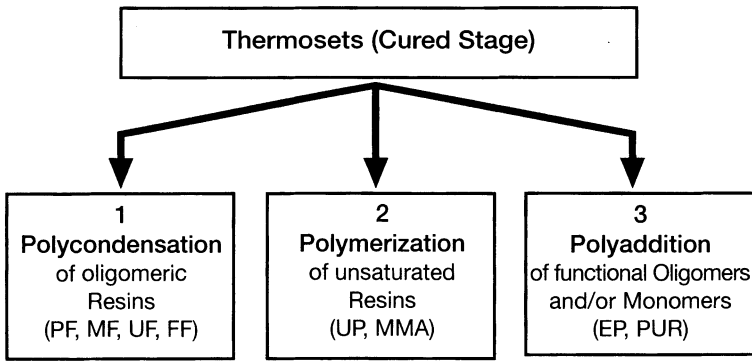 Thermosets (Cured Stage)
1
Polycondensation
of oligomeric
Resins
(PF, MF, UF, FF)
2
Polymerization
of unsaturated
Resins
(UP, MMA)
3
Polyaddition
of functional Oligomers
and/or Monomers
(EP, PUR)